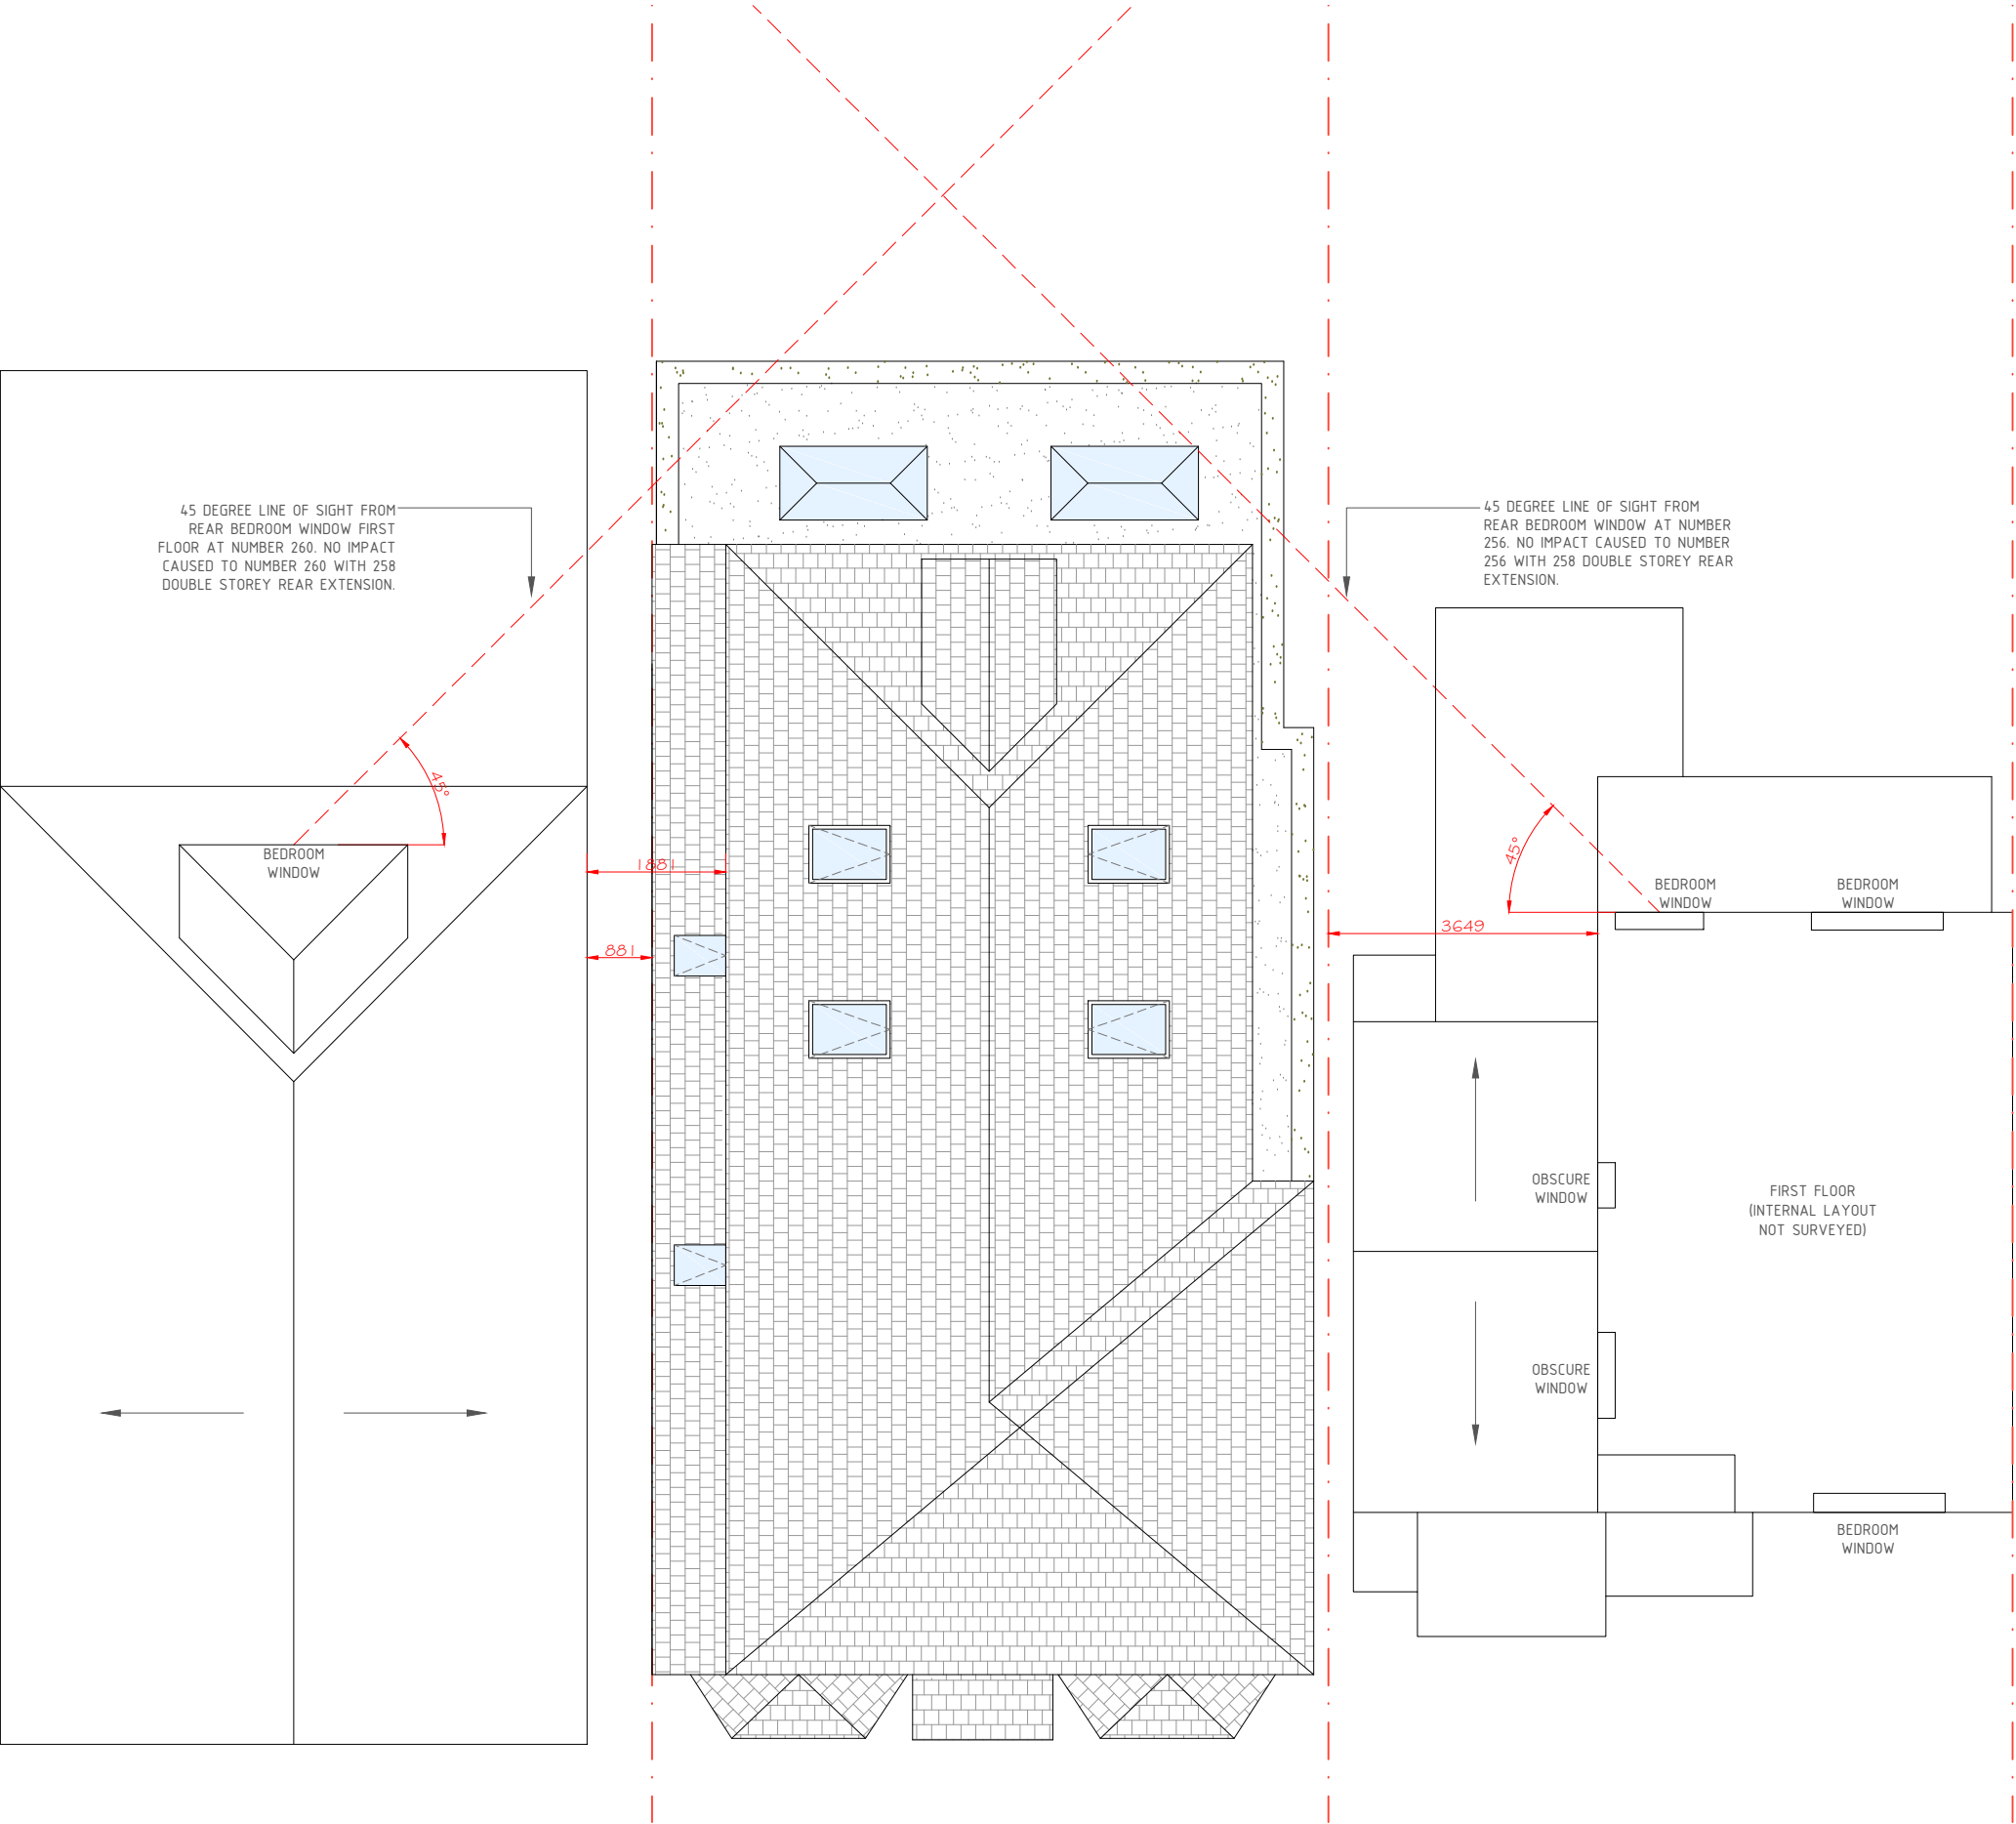 45 DEGREE LINE OF SIGHT FROM
REAR BEDROOM WINDOW FIRST
FLOOR AT NUMBER 260. NO IMPACT
CAUSED TO NUMBER 260 WITH 258
DOUBLE STOREY REAR EXTENSION.
45 DEGREE LINE OF SIGHT FROM
REAR BEDROOM WINDOW AT NUMBER
256. NO IMPACT CAUSED TO NUMBER
256 WITH 258 DOUBLE STOREY REAR
EXTENSION.
45°
BEDROOM
WINDOW
1881
881
45°
BEDROOM
WINDOW
BEDROOM
WINDOW
3649
OBSCURE
WINDOW
FIRST FLOOR
(INTERNAL LAYOUT
NOT SURVEYED)
OBSCURE
WINDOW
BEDROOM
WINDOW